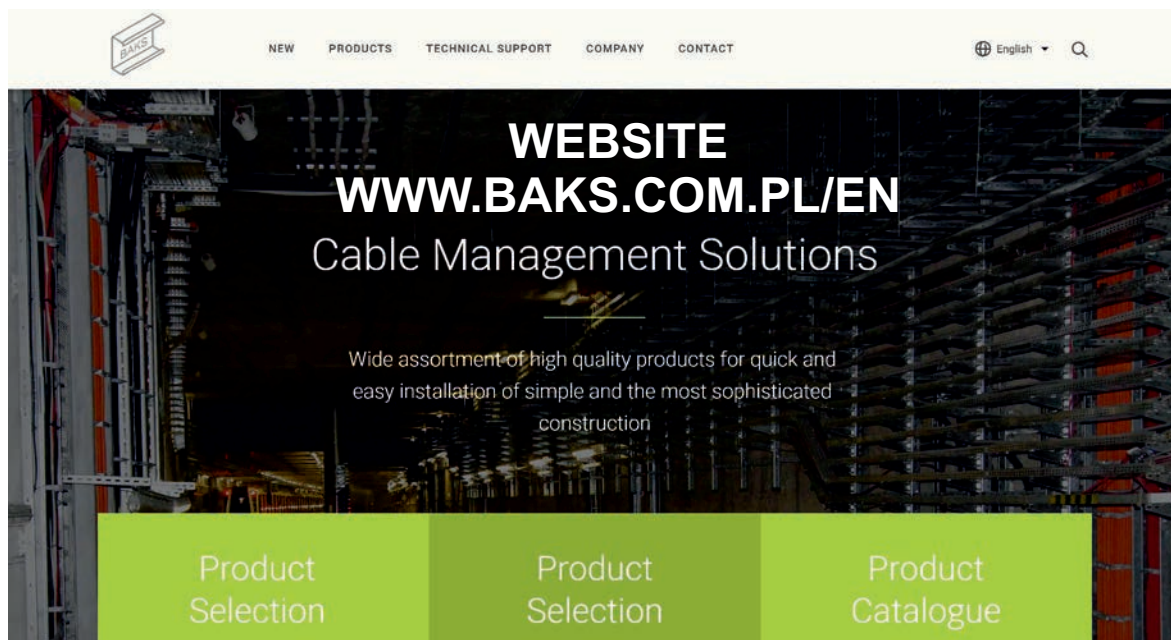 BAKS
NEW PRODUCTS TECHNICAL SUPPORT COMPANY CONTACT English
WEBSITE
WWW.BAKS.COM.PL/EN
Cable Management Solutions
Wide assortment of high quality products for quick and
easy installation of simple and the most sophisticated
construction
Product Product Product
Selection Selection Catalogue